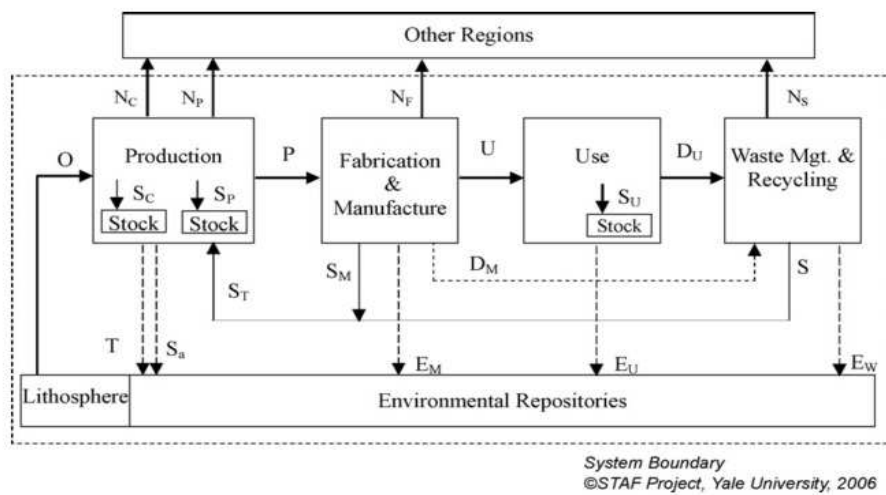 Other Regions
N_C N_P N_F N_S
O Production P Fabrication & Manufacture U Use D_U Waste Mgt. & Recycling
S_C S_P S_U
Stock Stock Stock
S_T S_M D_M S
T S_a E_M E_U E_W
Lithosphere Environmental Repositories
System Boundary
©STAF Project, Yale University, 2006